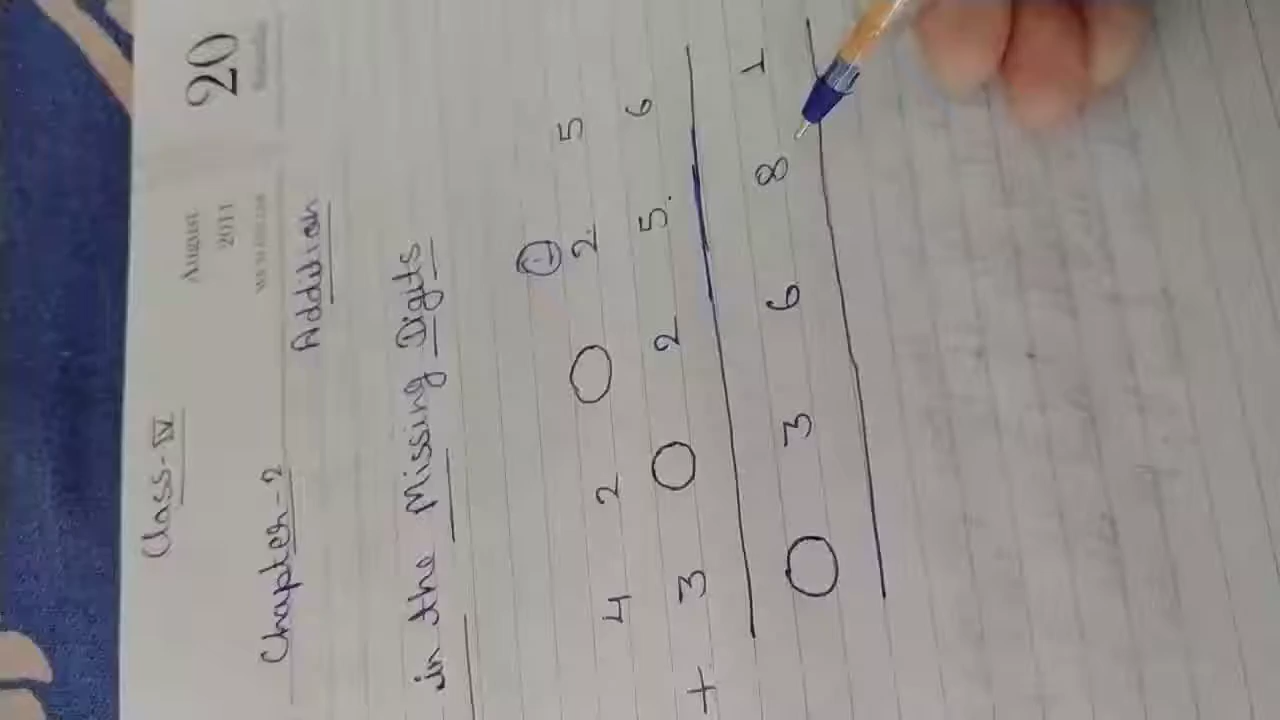 Class-IV
August
2011
20
Chapter-2
Addition
in the Missing Digits
1
4 2 ○ 2. 5
+ 3 ○ 2 5. 6
○ 3 6 8 1